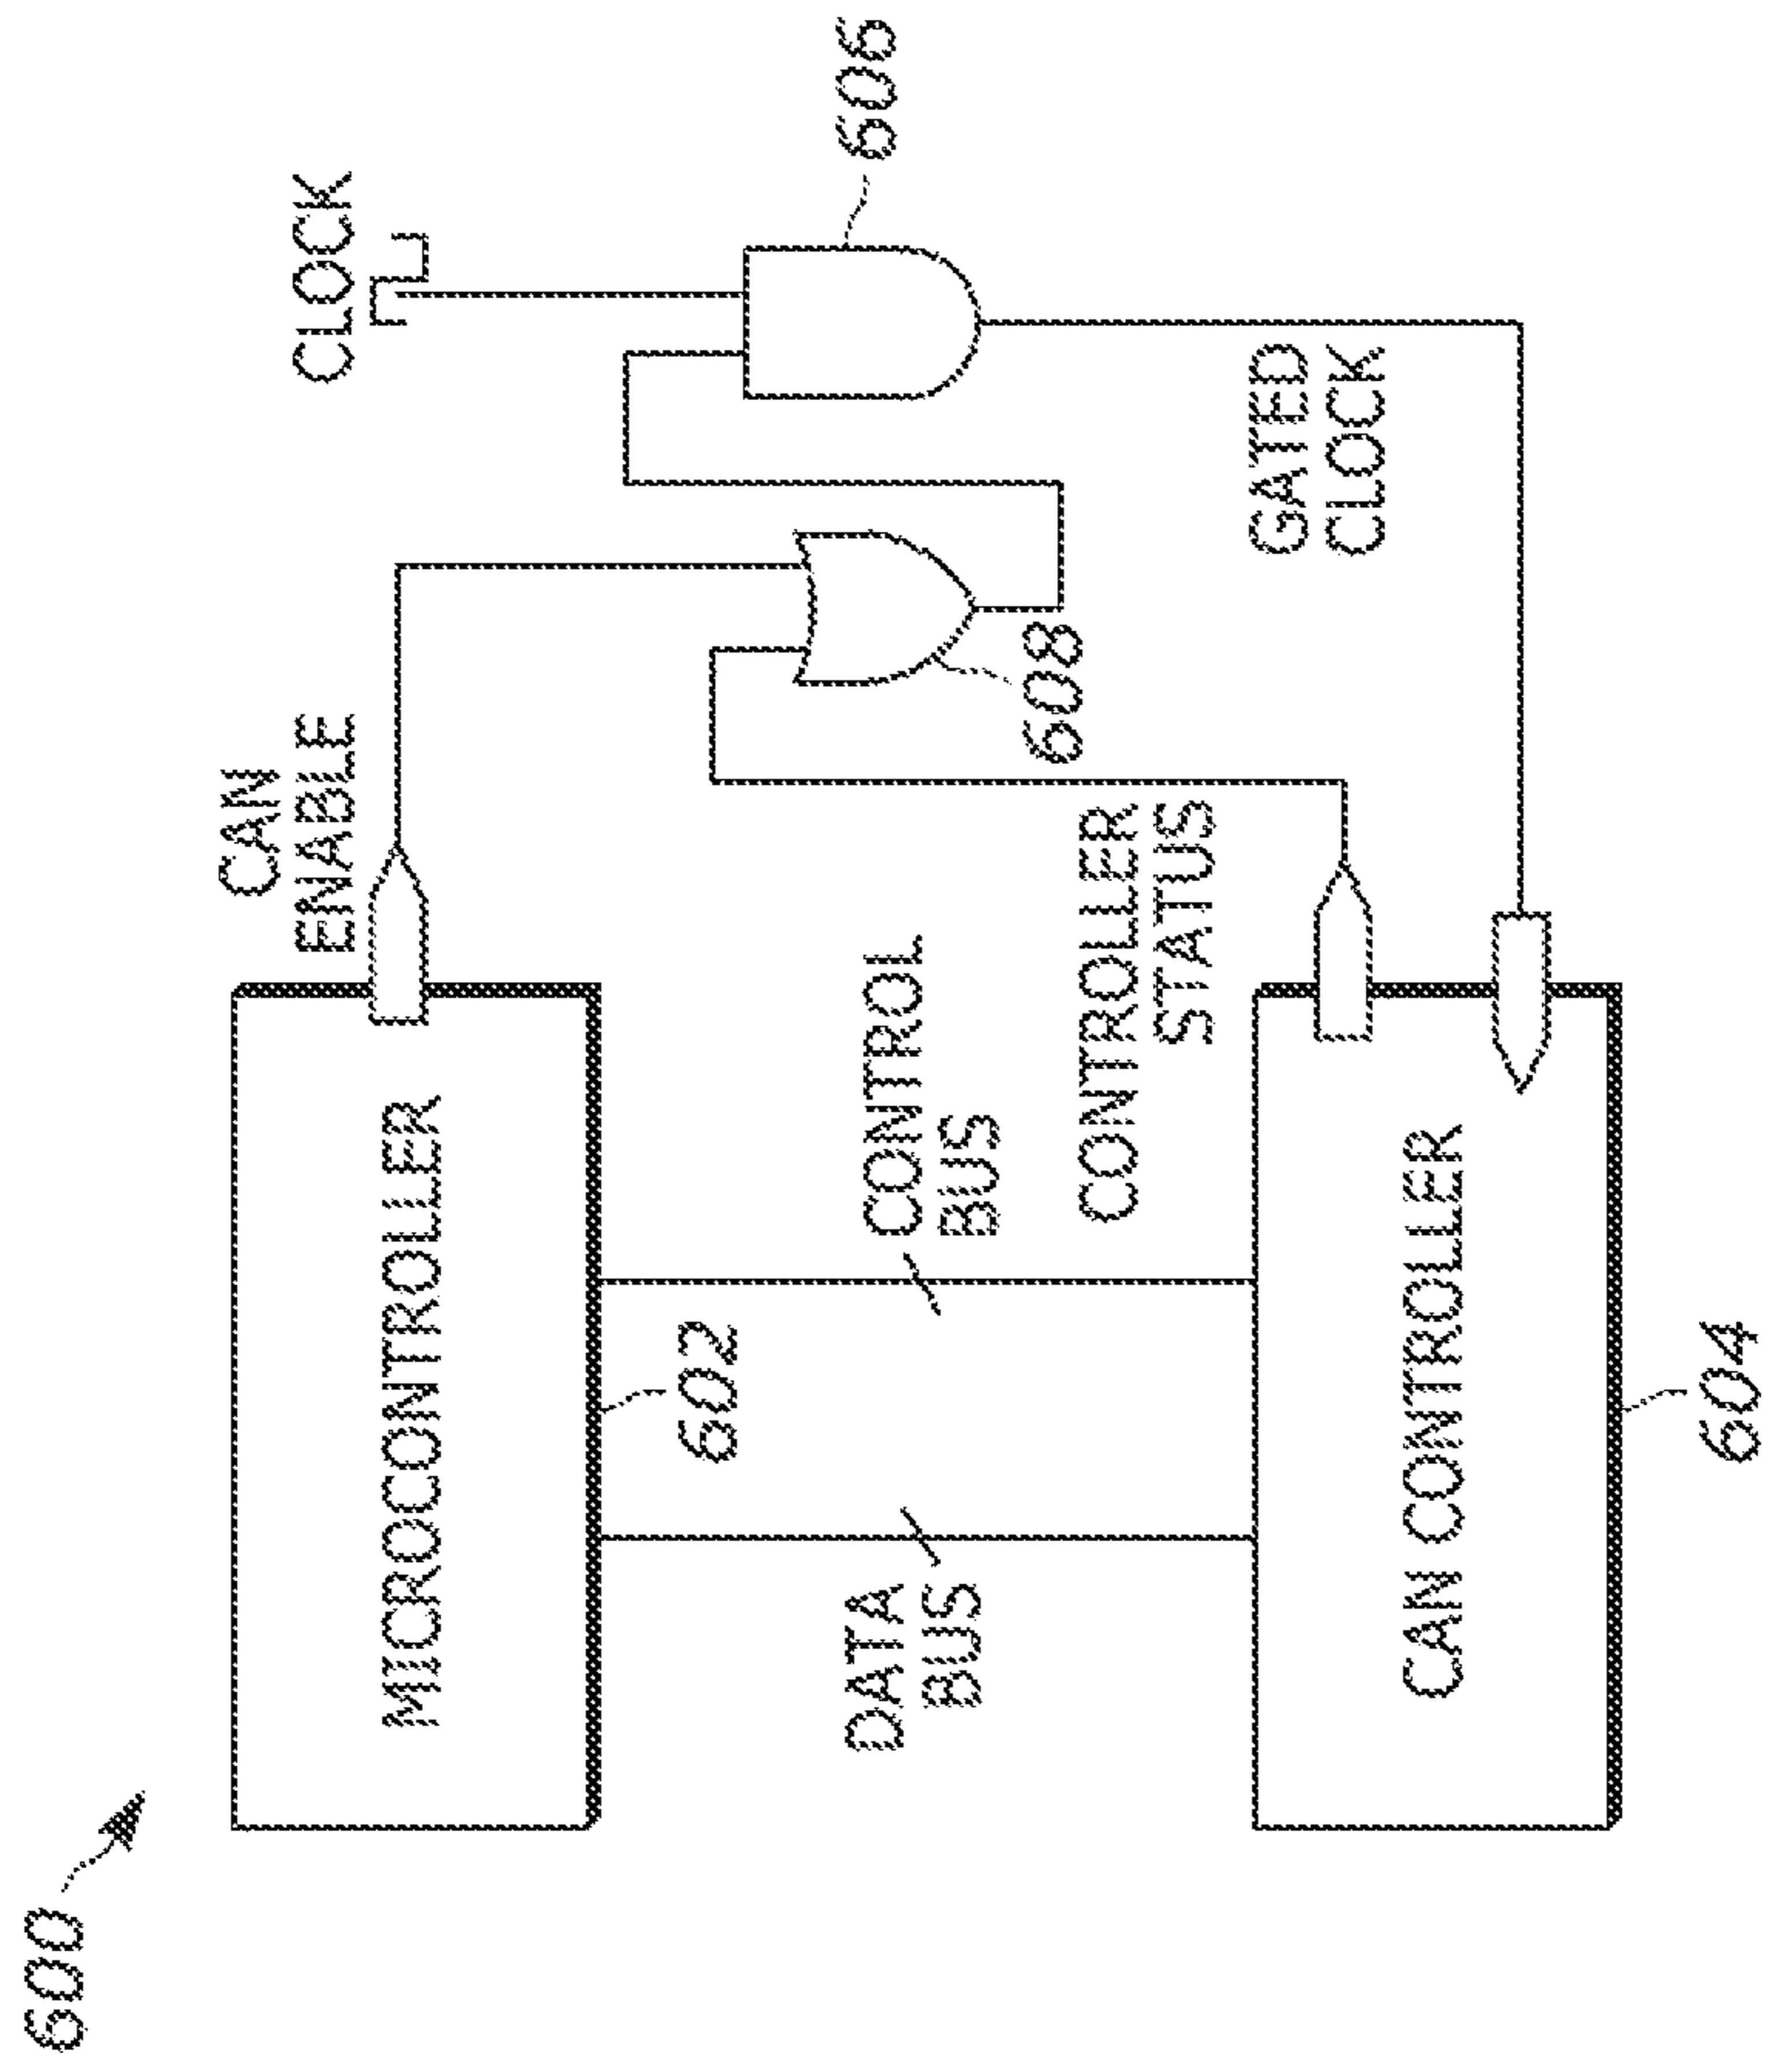 600
MICROCONTROLLER
CAN
ENABLE
CLOCK
602
DATA
BUS
CONTROL
BUS
606
608
CONTROLLER
STATUS
GATED
CLOCK
CAN CONTROLLER
604